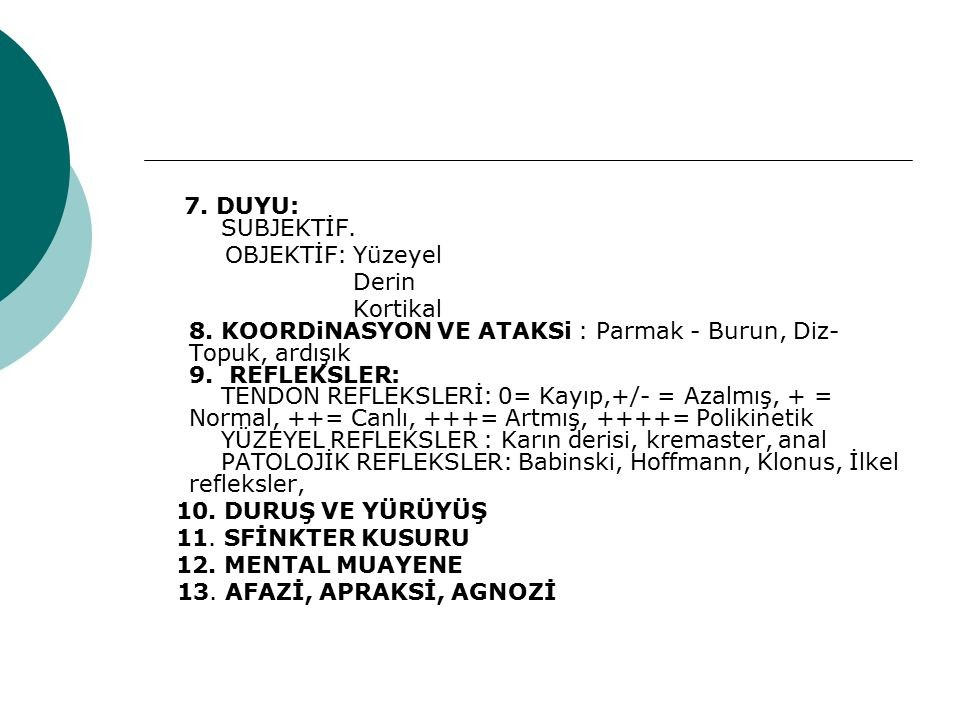 7. DUYU:
SUBJEKTİF.
OBJEKTİF: Yüzeyel
Derin
Kortikal
8. KOORDiNASYON VE ATAKSi : Parmak - Burun, Diz-
Topuk, ardışık
9. REFLEKSLER:
TENDON REFLEKSLERİ: 0= Kayıp,+/- = Azalmış, + =
Normal, ++= Canlı, +++= Artmış, ++++= Polikinetik
YÜZEYEL REFLEKSLER : Karın derisi, kremaster, anal
PATOLOJİK REFLEKSLER: Babinski, Hoffmann, Klonus, İlkel
refleksler,
10. DURUŞ VE YÜRÜYÜŞ
11. SFİNKTER KUSURU
12. MENTAL MUAYENE
13. AFAZİ, APRAKSİ, AGNOZİ